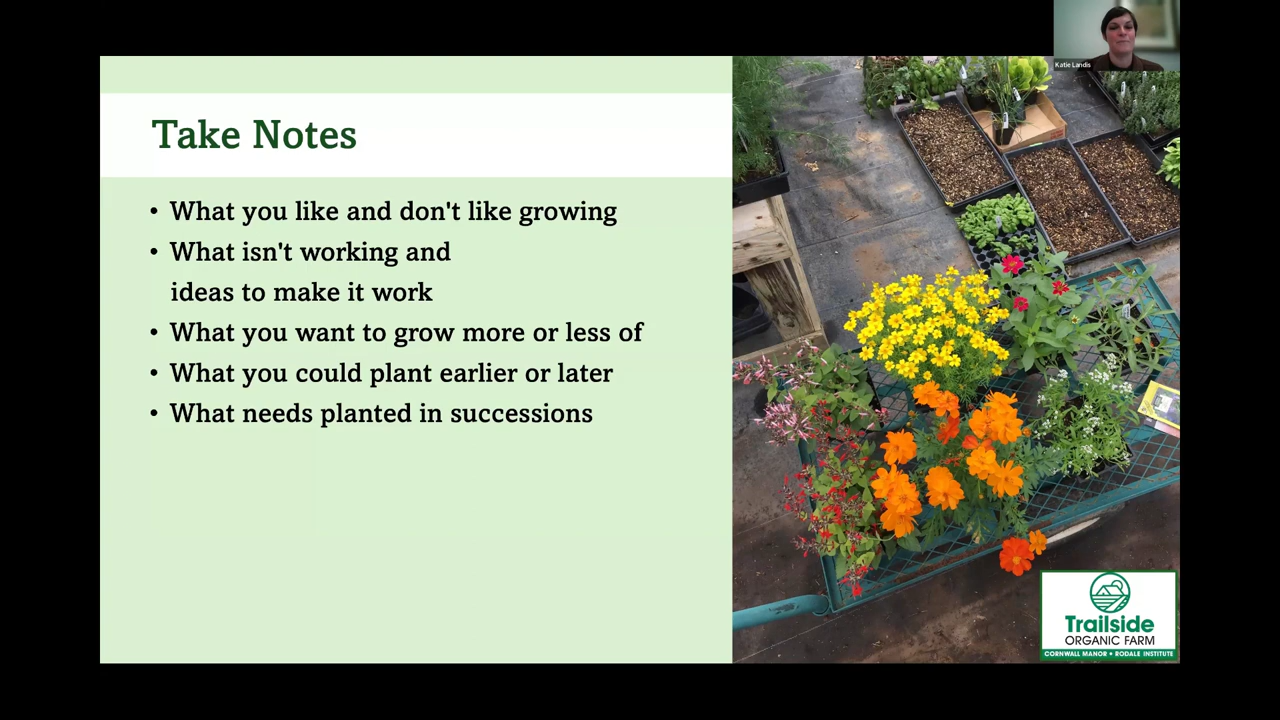 Katie Landis
Take Notes
• What you like and don't like growing
• What isn't working and
ideas to make it work
• What you want to grow more or less of
• What you could plant earlier or later
• What needs planted in successions
Trailside
ORGANIC FARM
CORNWALL MANOR • RODALE INSTITUTE